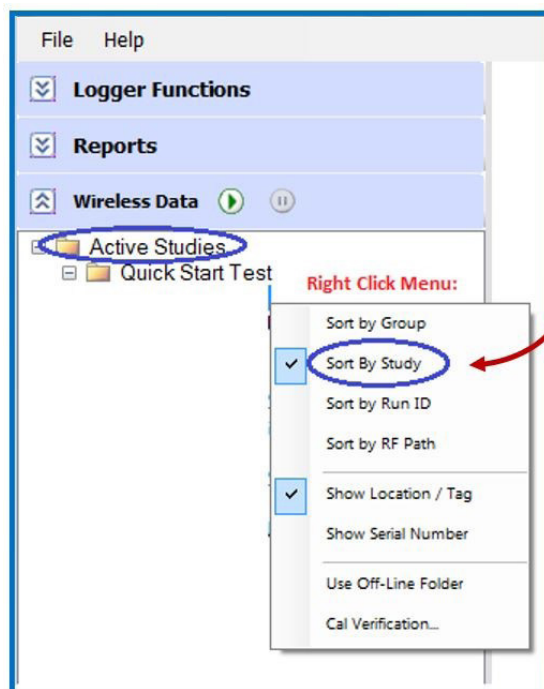 File Help
Logger Functions
Reports
Wireless Data
Active Studies
Quick Start Test
Right Click Menu:
Sort by Group
Sort By Study
Sort by Run ID
Sort by RF Path
Show Location / Tag
Show Serial Number
Use Off-Line Folder
Cal Verification...